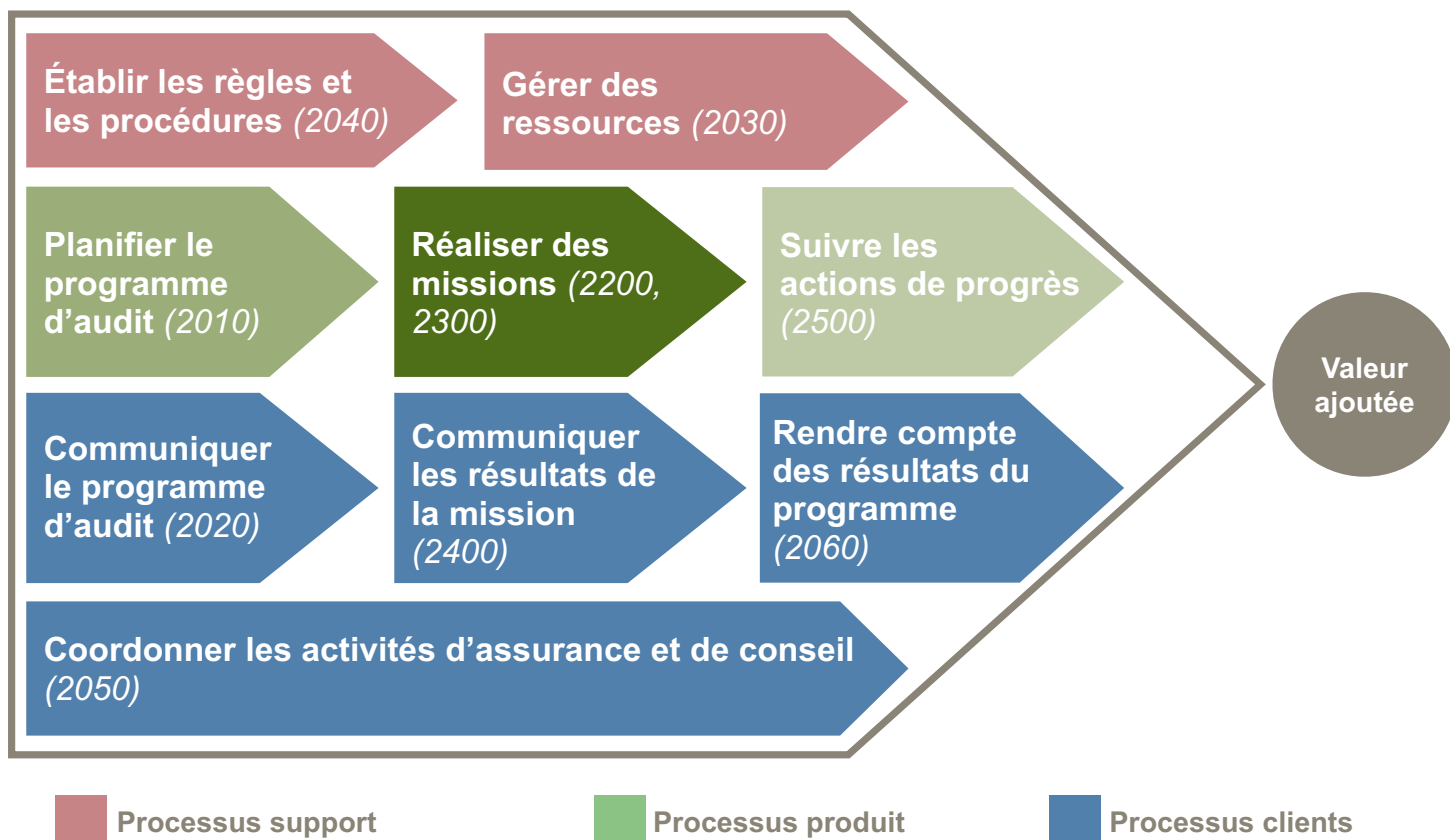 Établir les règles et
les procédures (2040)
Gérer des
ressources (2030)
Planifier le
programme
d’audit (2010)
Réaliser des
missions (2200,
2300)
Suivre les
actions de progrès
(2500)
Communiquer
le programme
d’audit (2020)
Communiquer
les résultats de
la mission
(2400)
Rendre compte
des résultats du
programme
(2060)
Coordonner les activités d’assurance et de conseil
(2050)
Valeur
ajoutée
Processus support
Processus produit
Processus clients